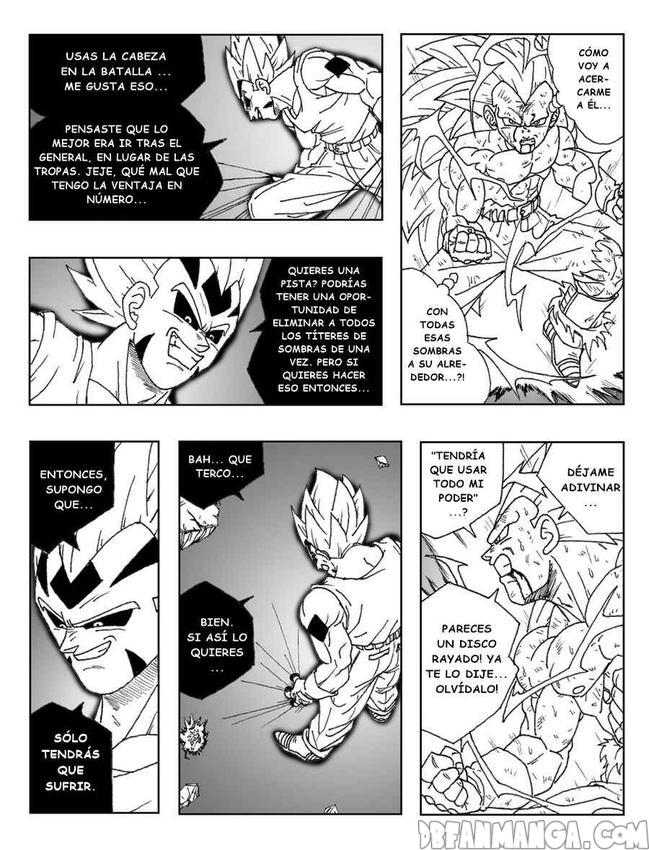 CÓMO
VOY A
ACER-
CARME
A ÉL...
CON
TODAS
ESAS
SOMBRAS
A SU ALRE-
DEDOR...?!
USAS LA CABEZA
EN LA BATALLA ...
ME GUSTA ESO...
PENSASTE QUE LO
MEJOR ERA IR TRAS EL
GENERAL, EN LUGAR DE LAS
TROPAS. JEJE, QUÉ MAL QUE
TENGO LA VENTAJA EN
NÚMERO...
QUIERES UNA
PISTA? PODRÍAS
TENER UNA OPOR-
TUNIDAD DE
ELIMINAR A TODOS
LOS TÍTERES DE
SOMBRAS DE UNA
VEZ. PERO SI
QUIERES HACER
ESO ENTONCES...
DÉJAME
ADIVINAR ...
"TENDRÍA
QUE USAR
TODO MI
PODER"
...?
PARECES
UN DISCO
RAYADO! YA
TE LO DIJE...
OLVÍDALO!
BAH... QUE
TERCO...
BIEN.
SI ASÍ LO
QUIERES
...
ENTONCES,
SUPONGO
QUE...
SÓLO
TENDRÁS
QUE
SUFRIR.
DBFANMANGA.COM